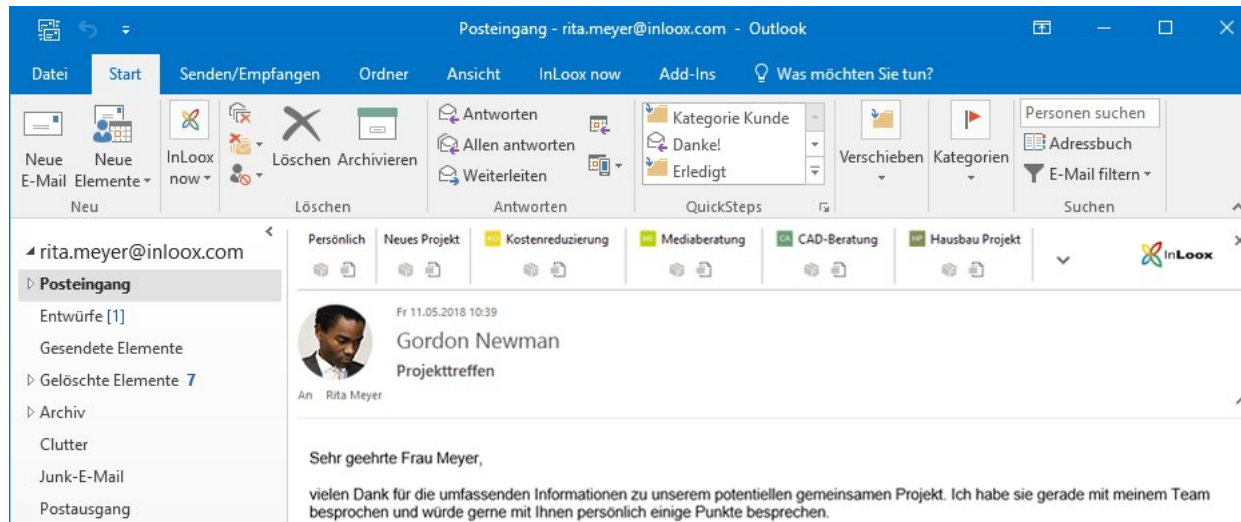 Posteingang - rita.meyer@inloox.com - Outlook
Datei Start Senden/Empfangen Ordner Ansicht InLoox now Add-Ins Was möchten Sie tun?
Neue E-Mail
Neue Elemente
InLoox now
Löschen Archivieren
Antworten
Allen antworten
Weiterleiten
Kategorie Kunde
Danke!
Erledigt
Verschieben Kategorien
Personen suchen
Adressbuch
E-Mail filtern
Neu Löschen Antworten QuickSteps Suchen
rita.meyer@inloox.com
Posteingang
Entwürfe [1]
Gesendete Elemente
Gelöschte Elemente 7
Archiv
Clutter
Junk-E-Mail
Postausgang
Persönlich Neues Projekt KO Kostenreduzierung ME Mediaberatung CA CAD-Beratung HP Hausbau Projekt
InLoox
Fr 11.05.2018 10:39
Gordon Newman
Projekttreffen
An Rita Meyer
Sehr geehrte Frau Meyer,
vielen Dank für die umfassenden Informationen zu unserem potentiellen gemeinsamen Projekt. Ich habe sie gerade mit meinem Team
besprochen und würde gerne mit Ihnen persönlich einige Punkte besprechen.